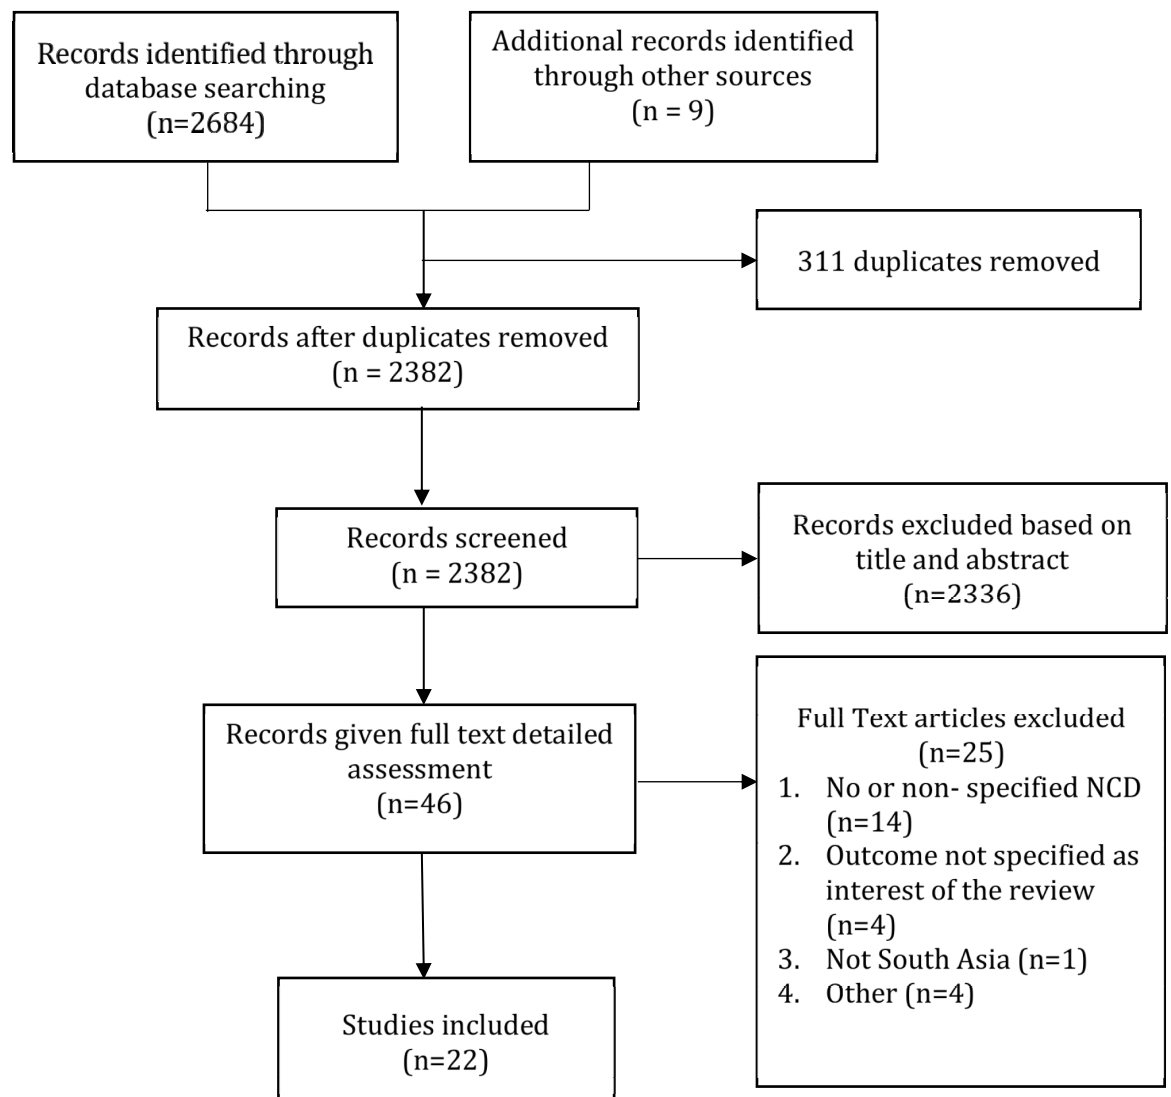 Records identified through
database searching
(n=2684)
Additional records identified
through other sources
(n = 9)
311 duplicates removed
Records after duplicates removed
(n = 2382)
Records screened
(n = 2382)
Records excluded based on
title and abstract
(n=2336)
Records given full text detailed
assessment
(n=46)
Full Text articles excluded
(n=25)
1. No or non- specified NCD
(n=14)
2. Outcome not specified as
interest of the review
(n=4)
3. Not South Asia (n=1)
4. Other (n=4)
Studies included
(n=22)